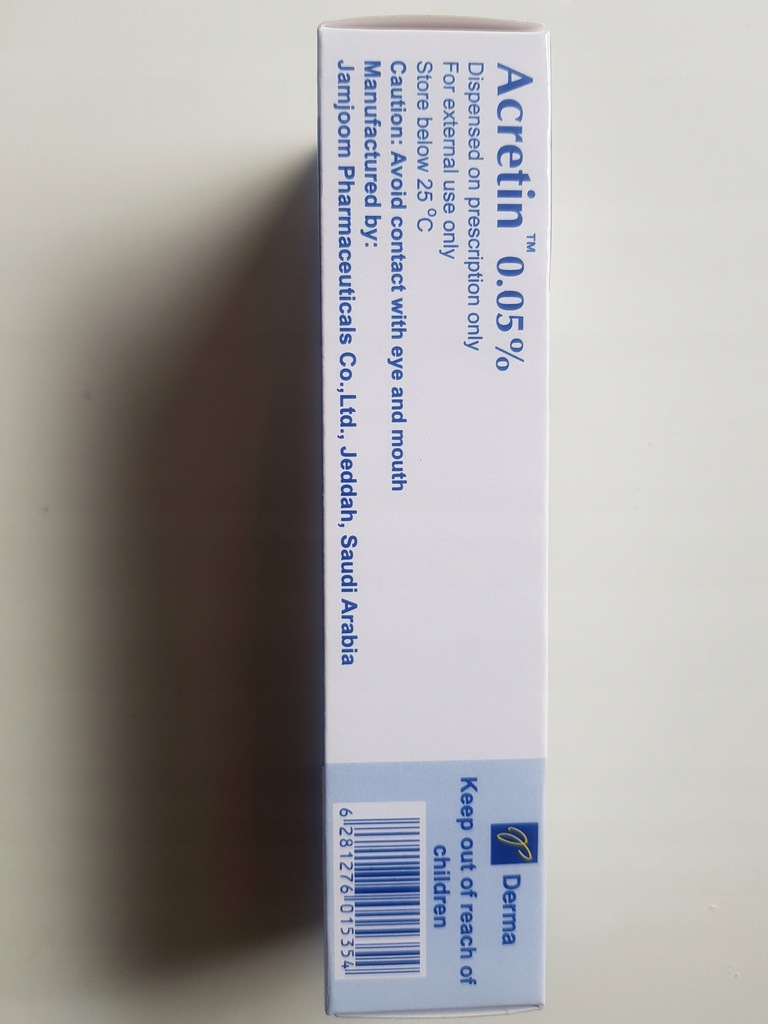 Acretin™ 0.05%
Dispensed on prescription only
For external use only
Store below 25 °C
Caution: Avoid contact with eye and mouth
Manufactured by:
Jamjoom Pharmaceuticals Co.,Ltd., Jeddah, Saudi Arabia
Derma
Keep out of reach of
children
6 281276 015354